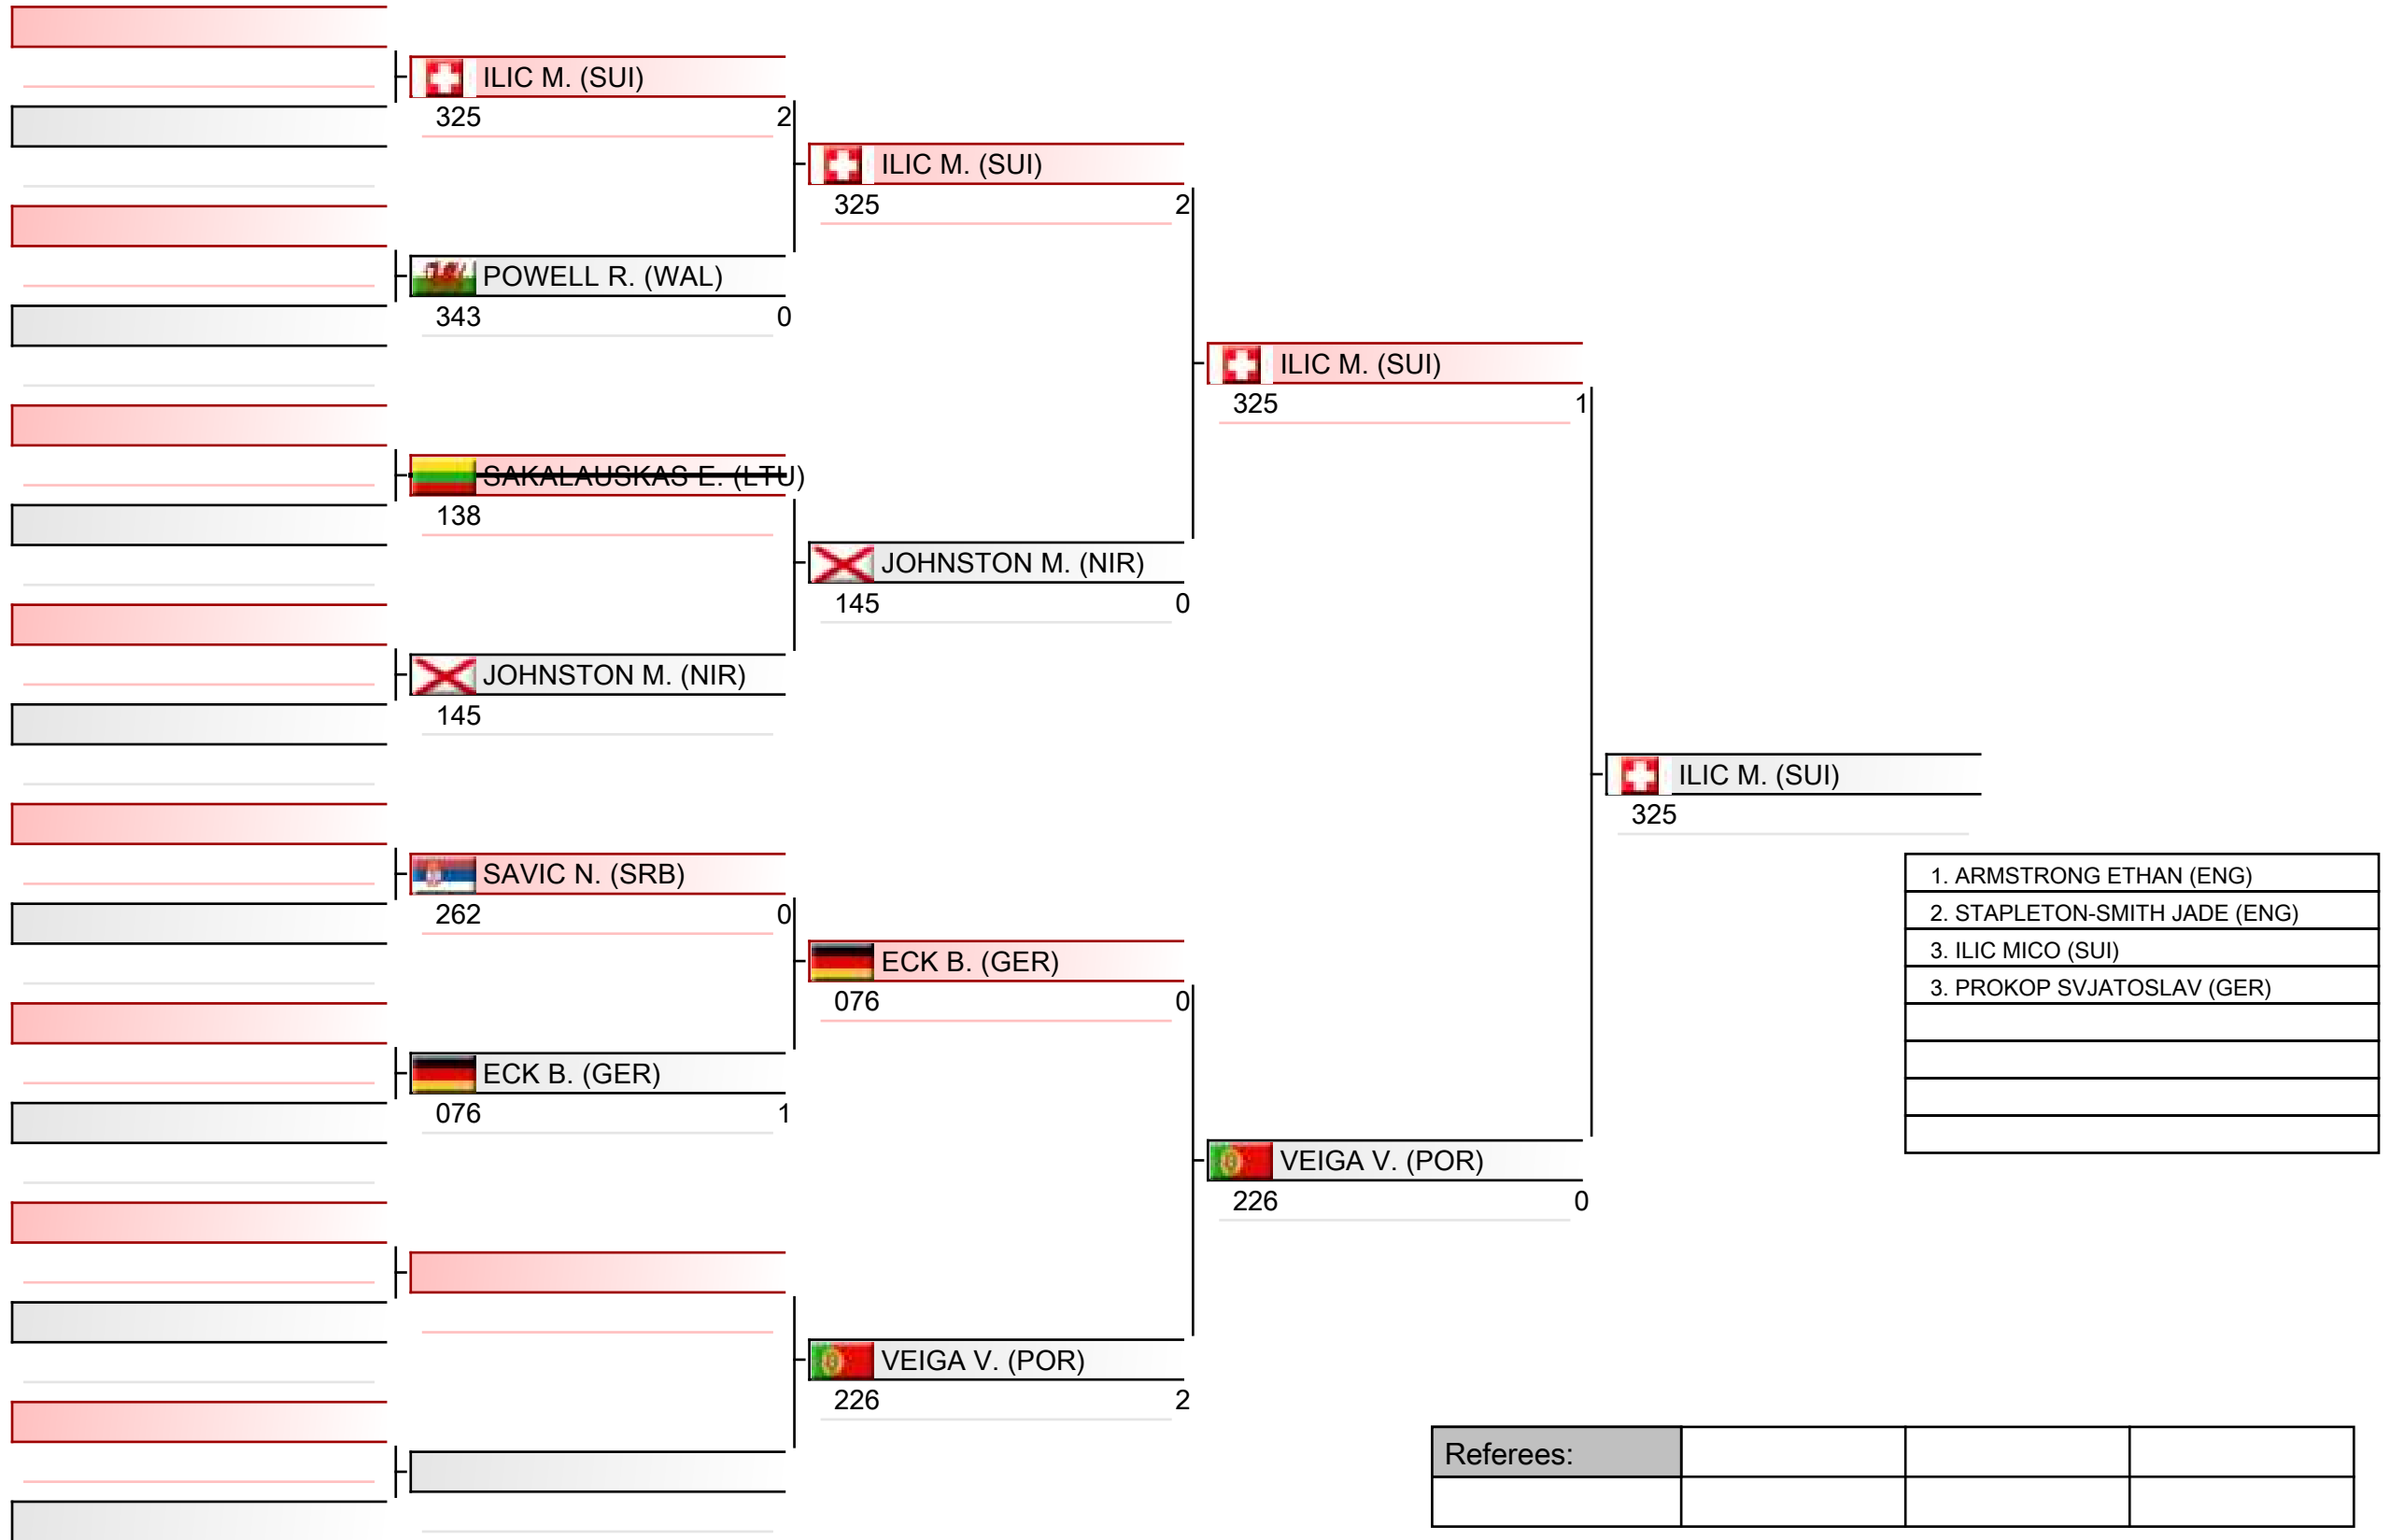 ILIC M. (SUI)
325 2
POWELL R. (WAL)
343 0
SAKALAUSKAS E. (LTU)
138
JOHNSTON M. (NIR)
145
SAVIC N. (SRB)
262 0
ECK B. (GER)
076 1
ILIC M. (SUI)
325 2
JOHNSTON M. (NIR)
145 0
ECK B. (GER)
076 0
VEIGA V. (POR)
226 2
ILIC M. (SUI)
325 1
VEIGA V. (POR)
226 0
ILIC M. (SUI)
325
1. ARMSTRONG ETHAN (ENG)
2. STAPLETON-SMITH JADE (ENG)
3. ILIC MICO (SUI)
3. PROKOP SVJATOSLAV (GER)
Referees: